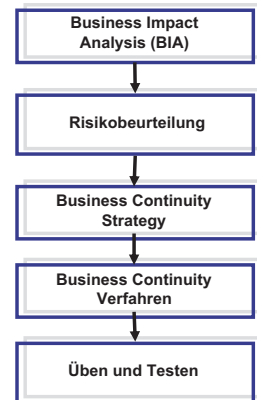 Business Impact
Analysis (BIA)
Risikobeurteilung
Business Continuity
Strategy
Business Continuity
Verfahren
Üben und Testen